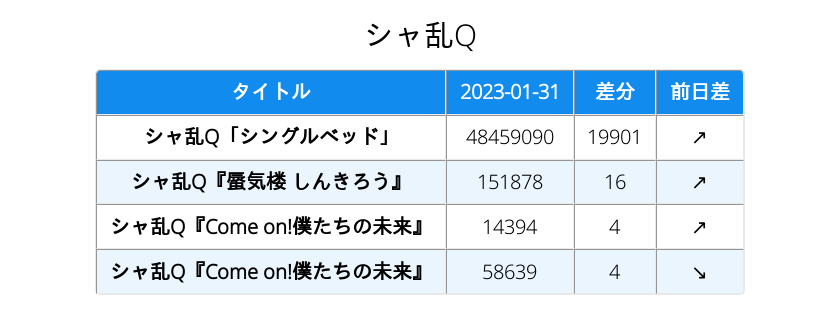 シャ乱Q
タイトル 2023-01-31 差分 前日差
シャ乱Q「シングルベッド」 48459090 19901 ↗
シャ乱Q『蜃気楼 しんきろう』 151878 16 ↗
シャ乱Q『Come on!僕たちの未来』 14394 4 ↗
シャ乱Q『Come on!僕たちの未来』 58639 4 ↘